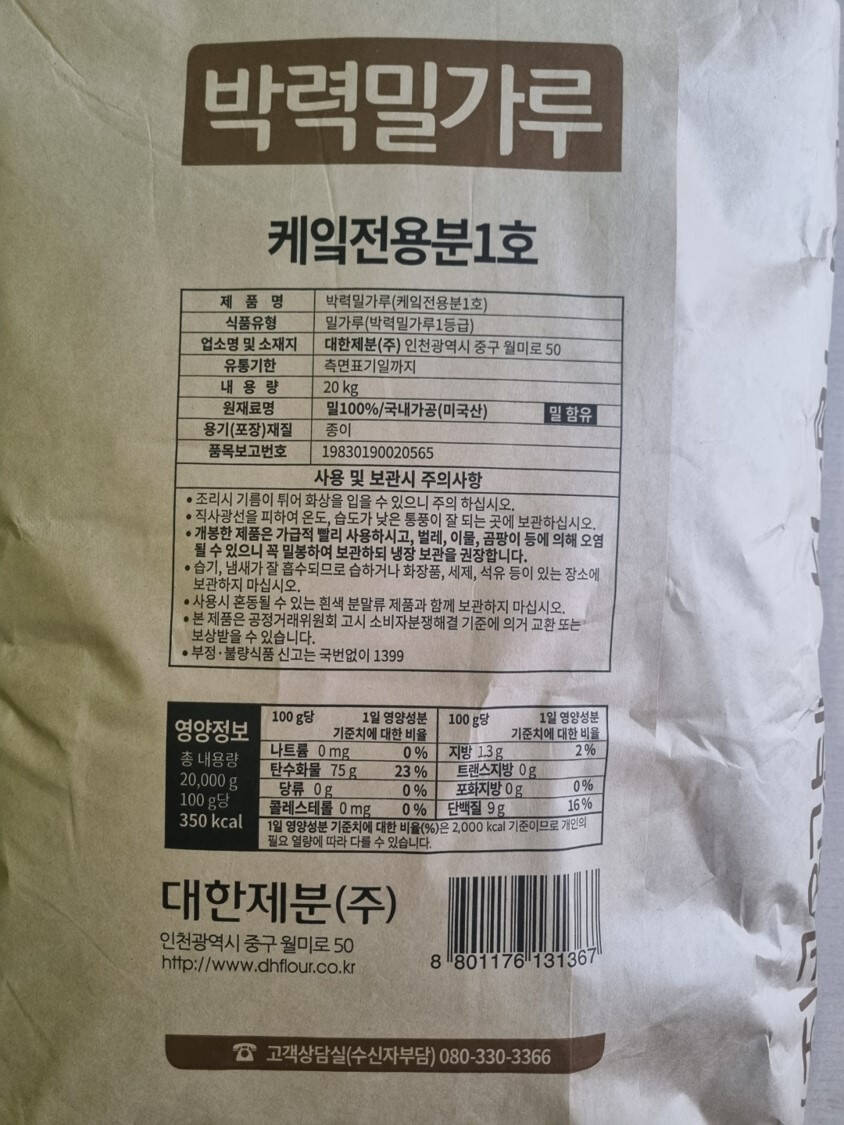 박력밀가루
케잌전용분1호
제 품 명 박력밀가루(케잌전용분1호)
식품유형 밀가루(박력밀가루1등급)
업소명 및 소재지 대한제분(주) 인천광역시 중구 월미로 50
유통기한 측면표기일까지
내 용 량 20 kg
원재료명 밀100%/국내가공(미국산) 밀 함유
용기(포장)재질 종이
품목보고번호 19830190020565
사용 및 보관시 주의사항
• 조리시 기름이 튀어 화상을 입을 수 있으니 주의 하십시오.
• 직사광선을 피하여 온도, 습도가 낮은 통풍이 잘 되는 곳에 보관하십시오.
• 개봉한 제품은 가급적 빨리 사용하시고, 벌레, 이물, 곰팡이 등에 의해 오염
될 수 있으니 꼭 밀봉하여 보관하되 냉장 보관을 권장합니다.
• 습기, 냄새가 잘 흡수되므로 습하거나 화장품, 세제, 석유 등이 있는 장소에
보관하지 마십시오.
• 사용시 혼동될 수 있는 흰색 분말류 제품과 함께 보관하지 마십시오.
• 본 제품은 공정거래위원회 고시 소비자분쟁해결 기준에 의거 교환 또는
보상받을 수 있습니다.
• 부정·불량식품 신고는 국번없이 1399
영양정보
총 내용량
20,000 g
100 g당
350 kcal
100 g당 1일 영양성분
기준치에 대한 비율
나트륨 0 mg 0 %
탄수화물 75 g 23 %
당류 0 g 0 %
콜레스테롤 0 mg 0 %
100 g당 1일 영양성분
기준치에 대한 비율
지방 1.3 g 2 %
트랜스지방 0 g
포화지방 0 g 0 %
단백질 9 g 16 %
1일 영양성분 기준치에 대한 비율(%)은 2,000 kcal 기준이므로 개인의
필요 열량에 따라 다를 수 있습니다.
대한제분(주)
인천광역시 중구 월미로 50
http://www.dhflour.co.kr
8 801176 131367
☎ 고객상담실(수신자부담) 080-330-3366